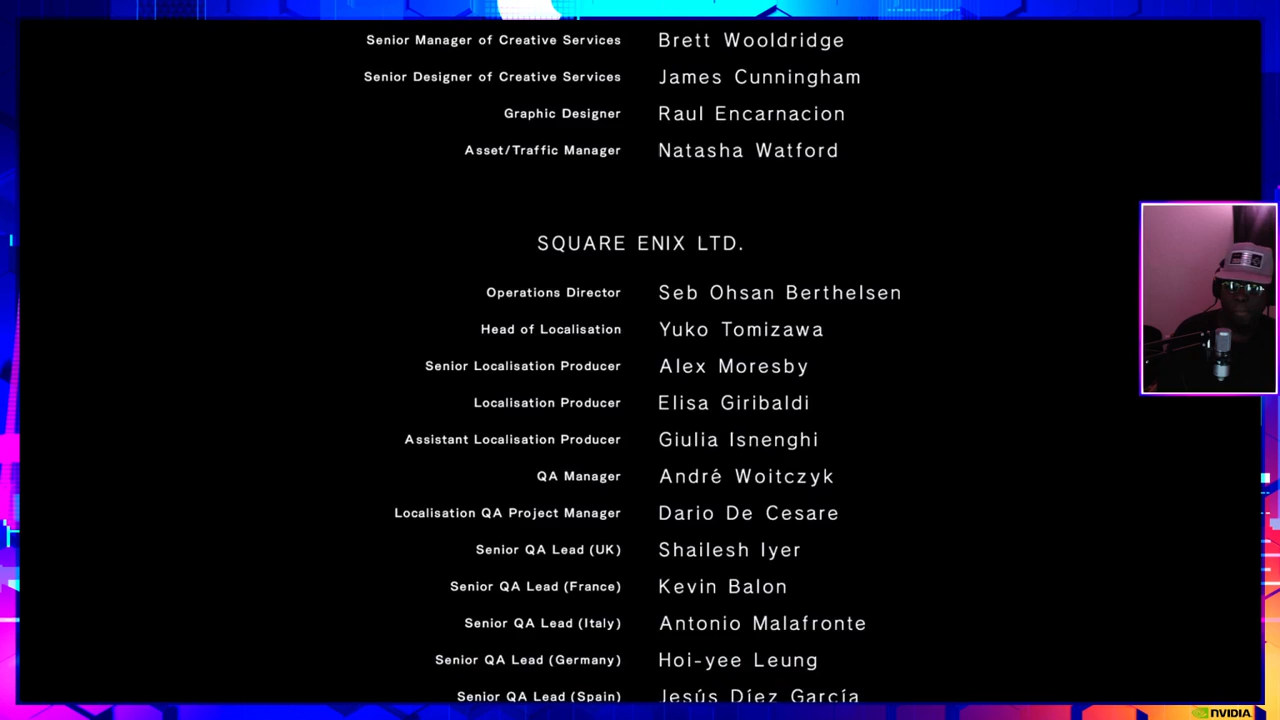 Senior Manager of Creative Services Brett Wooldridge
Senior Designer of Creative Services James Cunningham
Graphic Designer Raul Encarnacion
Asset/Traffic Manager Natasha Watford
SQUARE ENIX LTD.
Operations Director Seb Ohsan Berthelsen
Head of Localisation Yuko Tomizawa
Senior Localisation Producer Alex Moresby
Localisation Producer Elisa Giribaldi
Assistant Localisation Producer Giulia Isnenghi
QA Manager André Woitczyk
Localisation QA Project Manager Dario De Cesare
Senior QA Lead (UK) Shailesh Iyer
Senior QA Lead (France) Kevin Balon
Senior QA Lead (Italy) Antonio Malafronte
Senior QA Lead (Germany) Hoi-yee Leung
Senior QA Lead (Spain) Jesús Díez García
NVIDIA